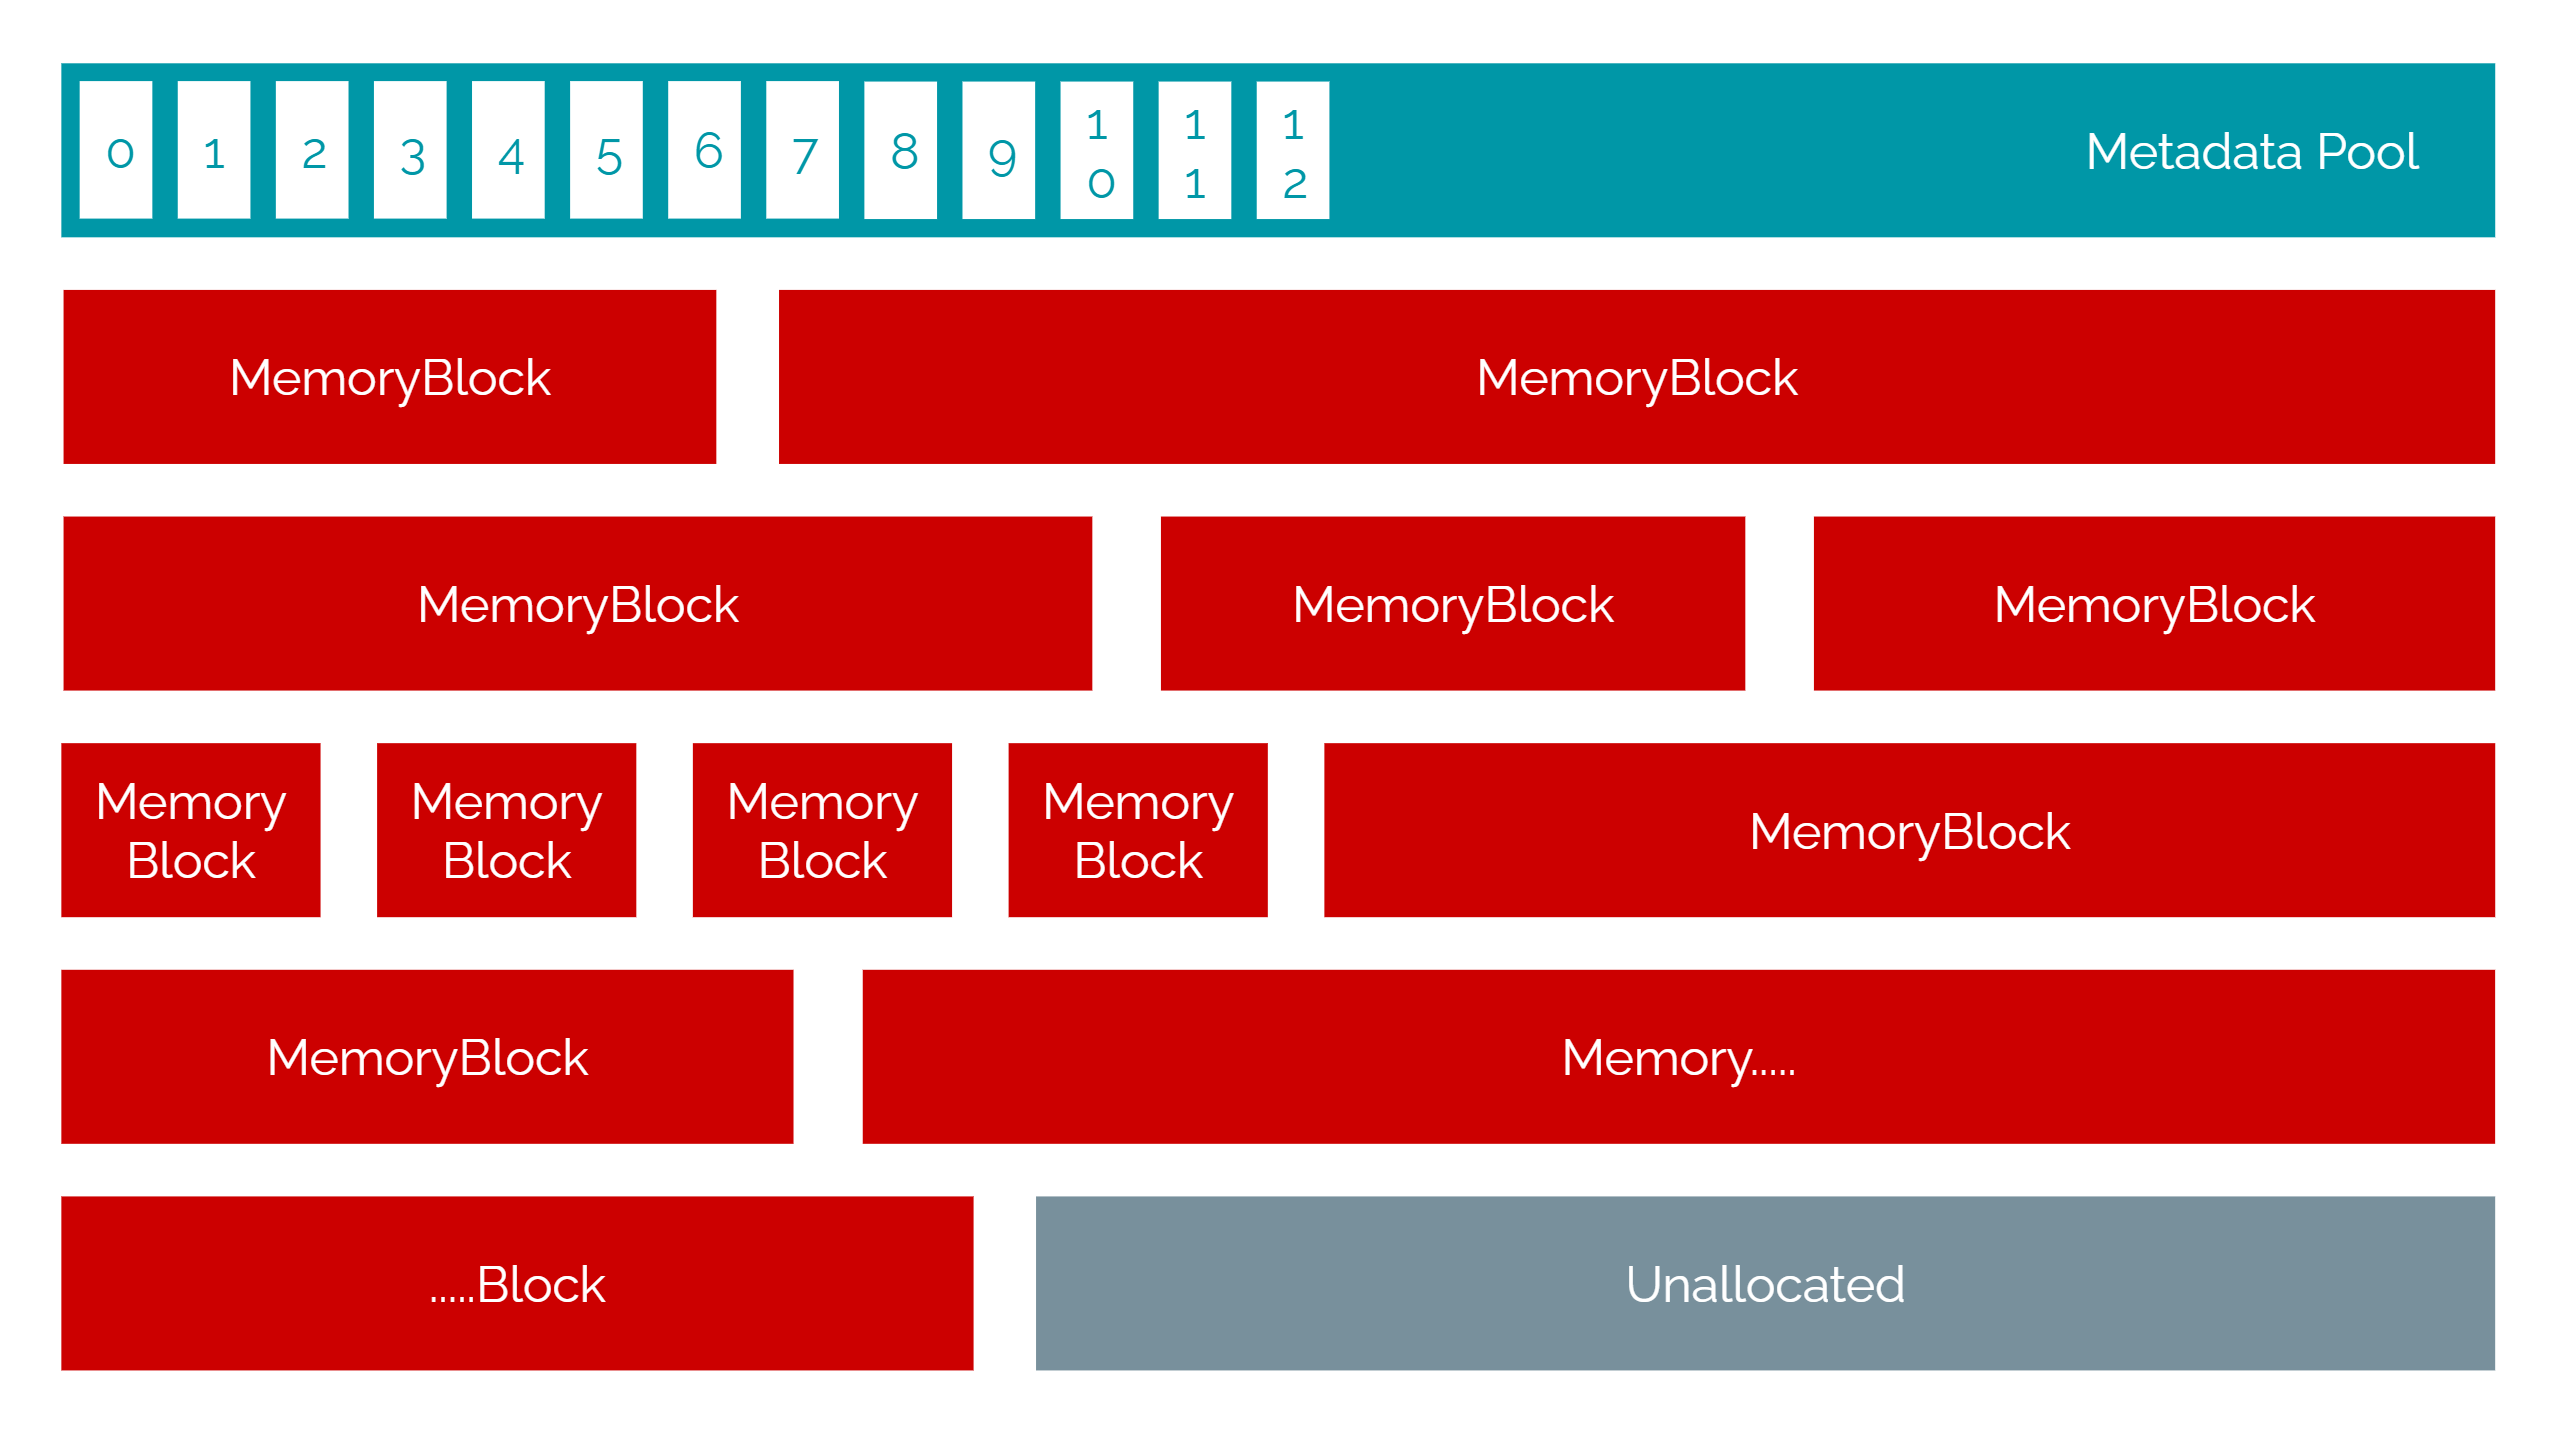 0 1 2 3 4 5 6 7 8 9 10 11 12 Metadata Pool
MemoryBlock MemoryBlock
MemoryBlock MemoryBlock MemoryBlock
Memory Block Memory Block Memory Block Memory Block MemoryBlock
MemoryBlock Memory.....
.....Block Unallocated